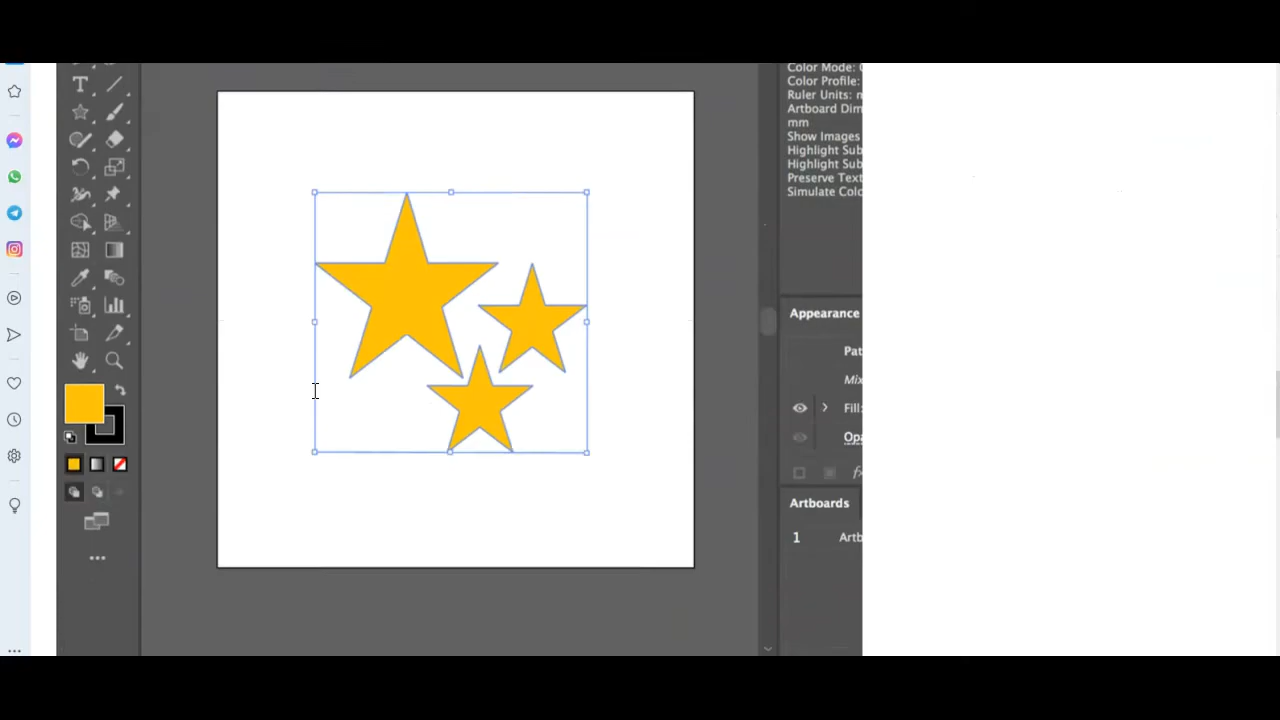 Color Mode:
Color Profile:
Ruler Units:
Artboard Dim
mm
Show Images
Highlight Sub
Highlight Sub
Preserve Text
Simulate Colo
Appearance
Pat
Mix
Fill:
Opa
fx
Artboards
1 Artb
T